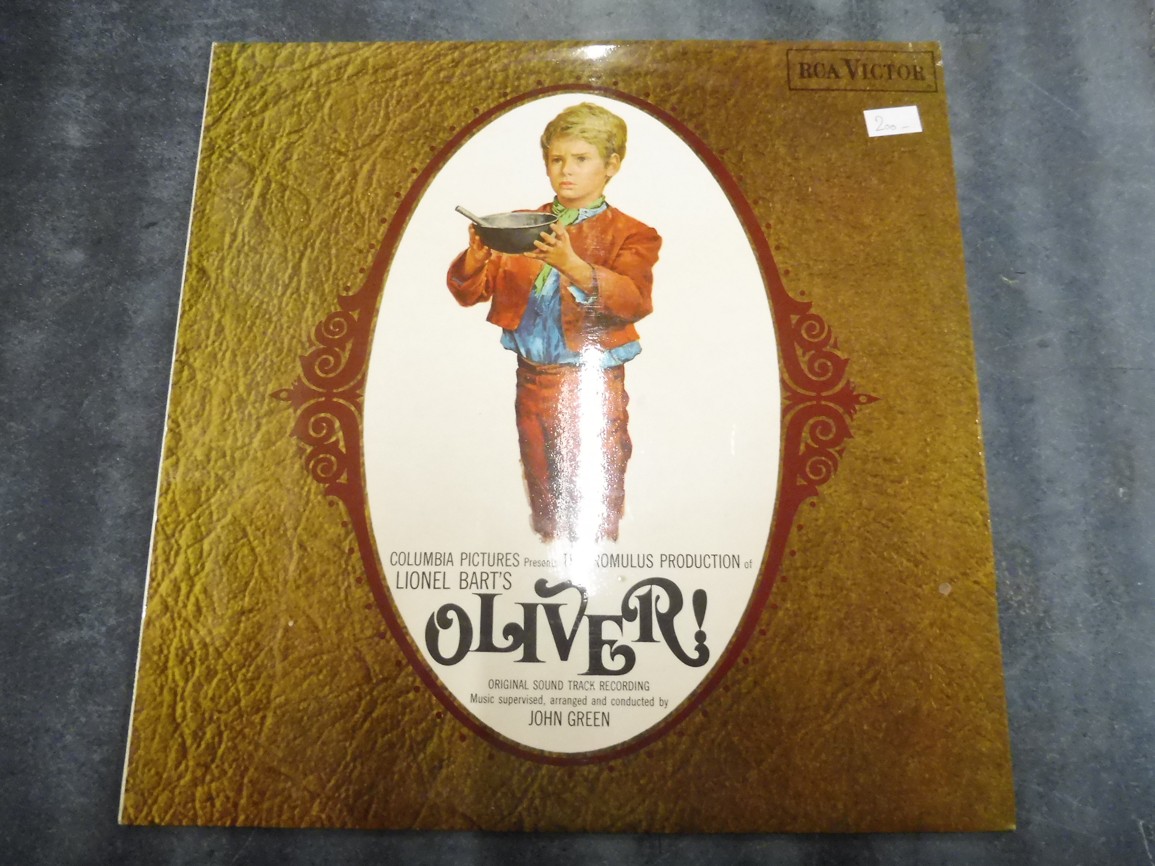 RCA VICTOR
COLUMBIA PICTURES Presents ROMULUS PRODUCTION of
LIONEL BART'S
OLIVER!
ORIGINAL SOUND TRACK RECORDING
Music supervised, arranged and conducted by
JOHN GREEN